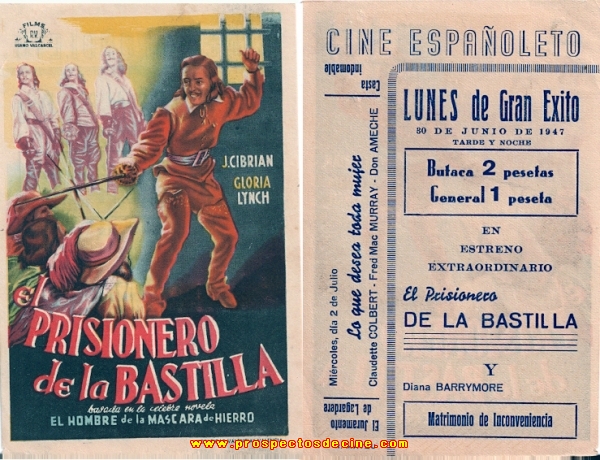 FILMS
J. CIBRIAN
GLORIA
LYNCH
el
PRISIONERO
de la BASTILLA
basada en la célebre novela
EL HOMBRE de la MASCARA de HIERRO
CINE ESPAÑOLETO
Casta
indomable
Miércoles, día 2 de Julio
Lo que desea toda mujer
Claudette COLBERT - Fred Mac MURRAY - Don AMECHE
El Juramento
de Lagardere
LUNES de Gran Exito
30 DE JUNIO DE 1947
TARDE Y NOCHE
Butaca 2 pesetas
General 1 peseta
EN
ESTRENO
EXTRAORDINARIO
El Prisionero
DE LA BASTILLA
Y
Diana BARRYMORE
Matrimonio de Inconveniencia
www.prospectosdecine.com